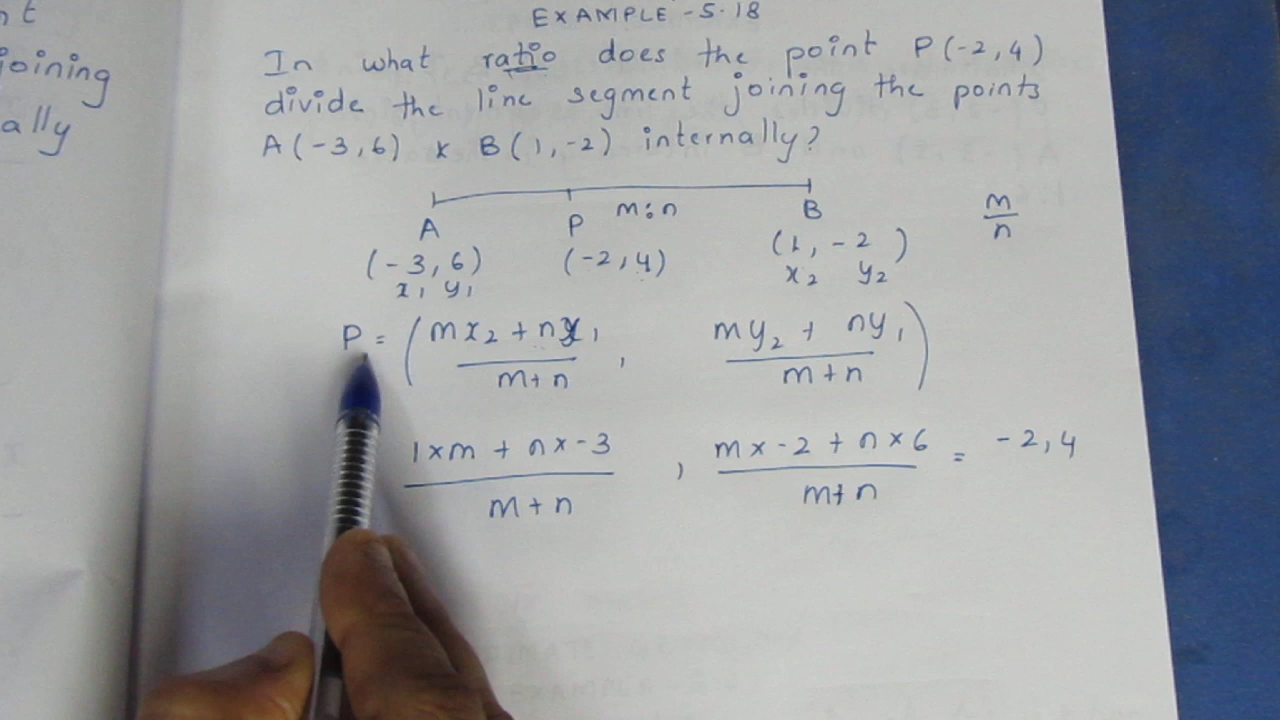 nt
joining
ally
EXAMPLE - 5.18
In what ratio does the point P(-2,4)
divide the line segment joining the points
A(-3,6) & B(1,-2) internally?
A P m:n B
(-3,6) (-2,4) (1,-2)
x₁ y₁ x₂ y₂
m/n
P = ( (mx₂ + nx₁)/(m+n) , (my₂ + ny₁)/(m+n) )
(1×m + n×-3)/(m+n) , (m×-2 + n×6)/(m+n) = -2,4